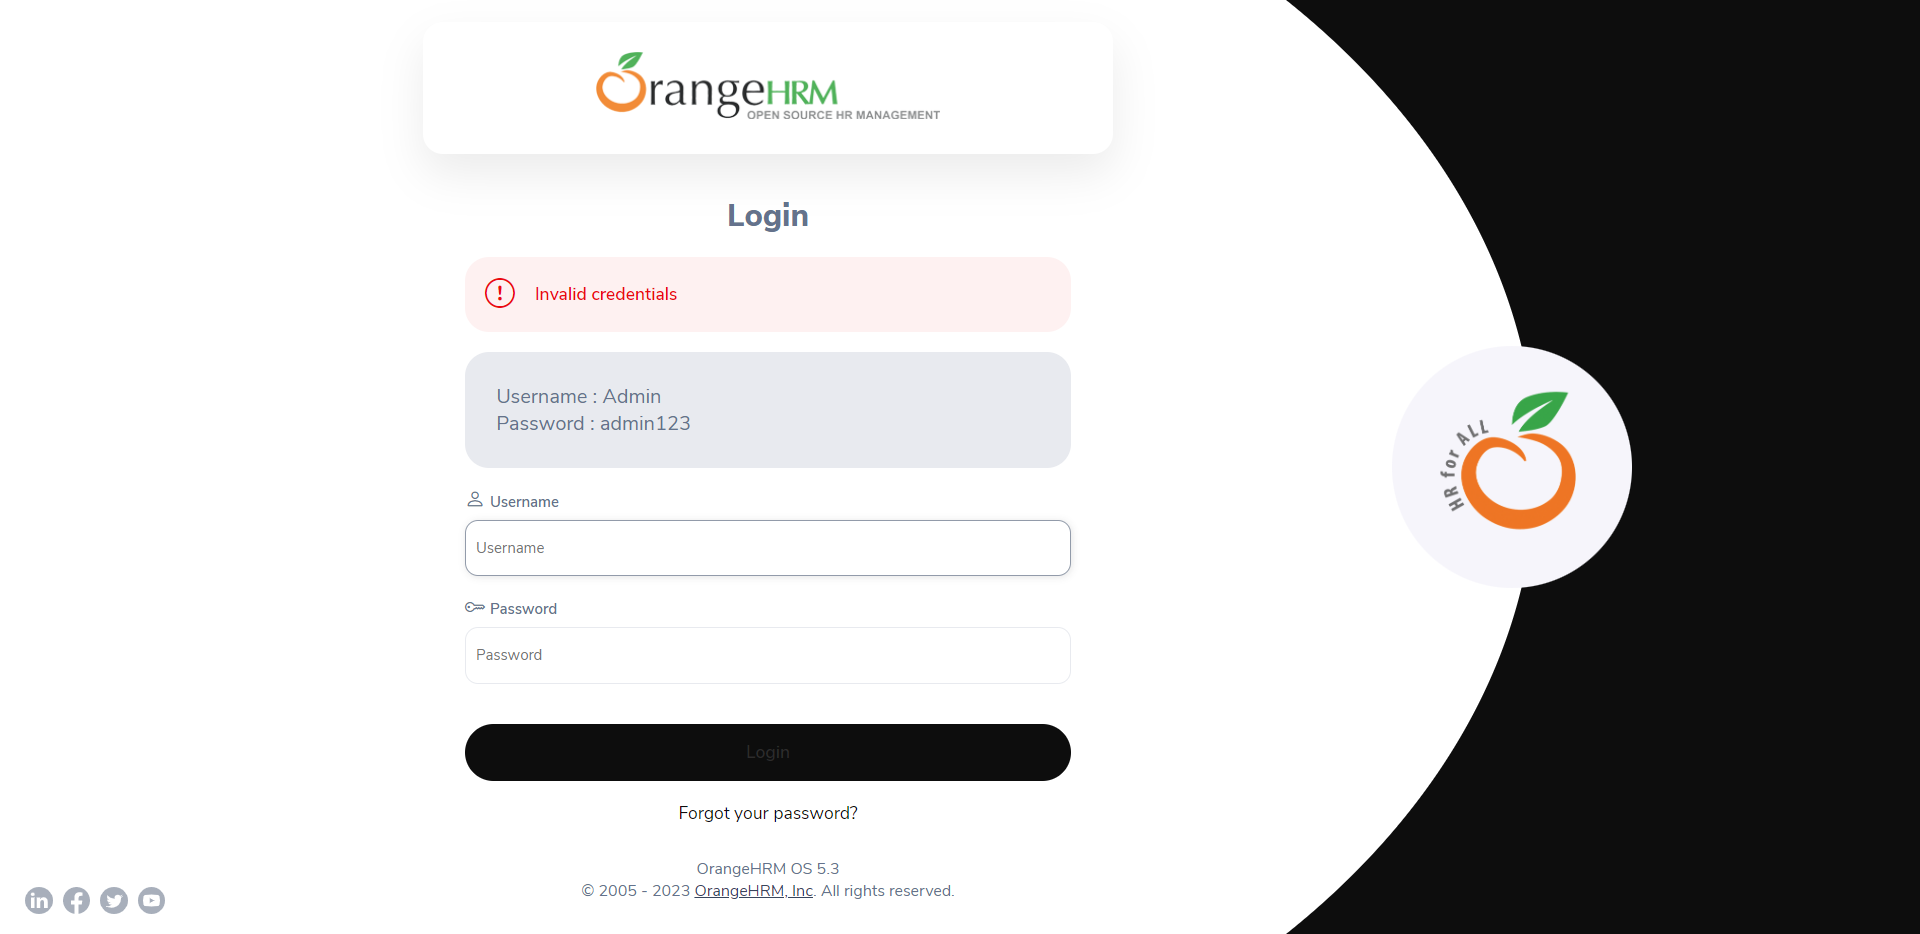 OrangeHRM
OPEN SOURCE HR MANAGEMENT
Login
Invalid credentials
Username : Admin
Password : admin123
Username
Username
Password
Password
Login
Forgot your password?
OrangeHRM OS 5.3
© 2005 - 2023 OrangeHRM, Inc. All rights reserved.
HR for ALL